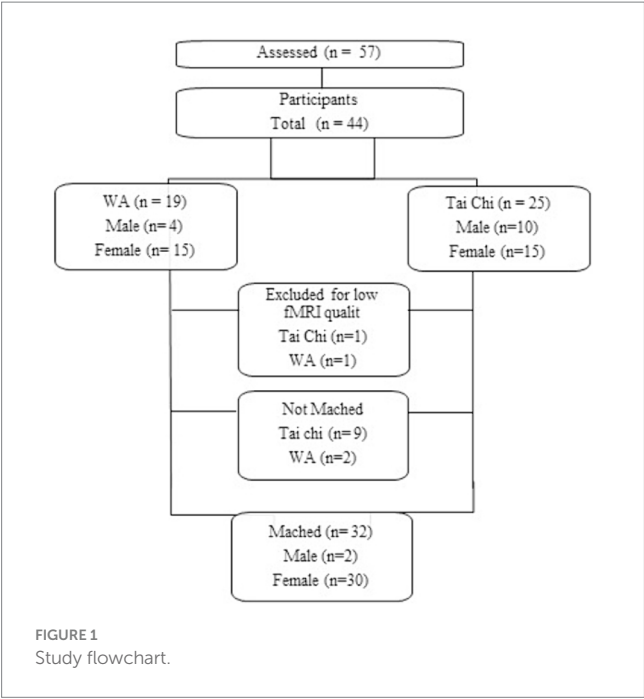 Assessed (n = 57)
Participants
Total (n = 44)
WA (n = 19)
Male (n= 4)
Female (n= 15)
Tai Chi (n = 25)
Male (n=10)
Female (n=15)
Excluded for low
fMRI qualit
Tai Chi (n=1)
WA (n=1)
Not Mached
Tai chi (n= 9)
WA (n=2)
Mached (n= 32)
Male (n=2)
Female (n=30)
FIGURE 1
Study flowchart.